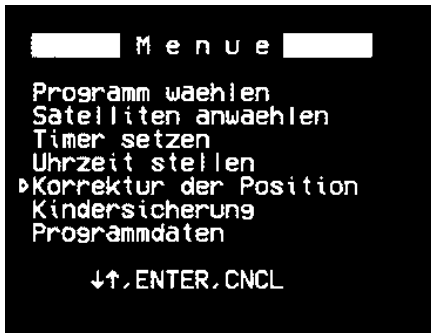 Menue
Programm waehlen
Satelliten anwaehlen
Timer setzen
Uhrzeit stellen
Korrektur der Position
Kindersicherung
Programmdaten
↓↑,ENTER,CNCL